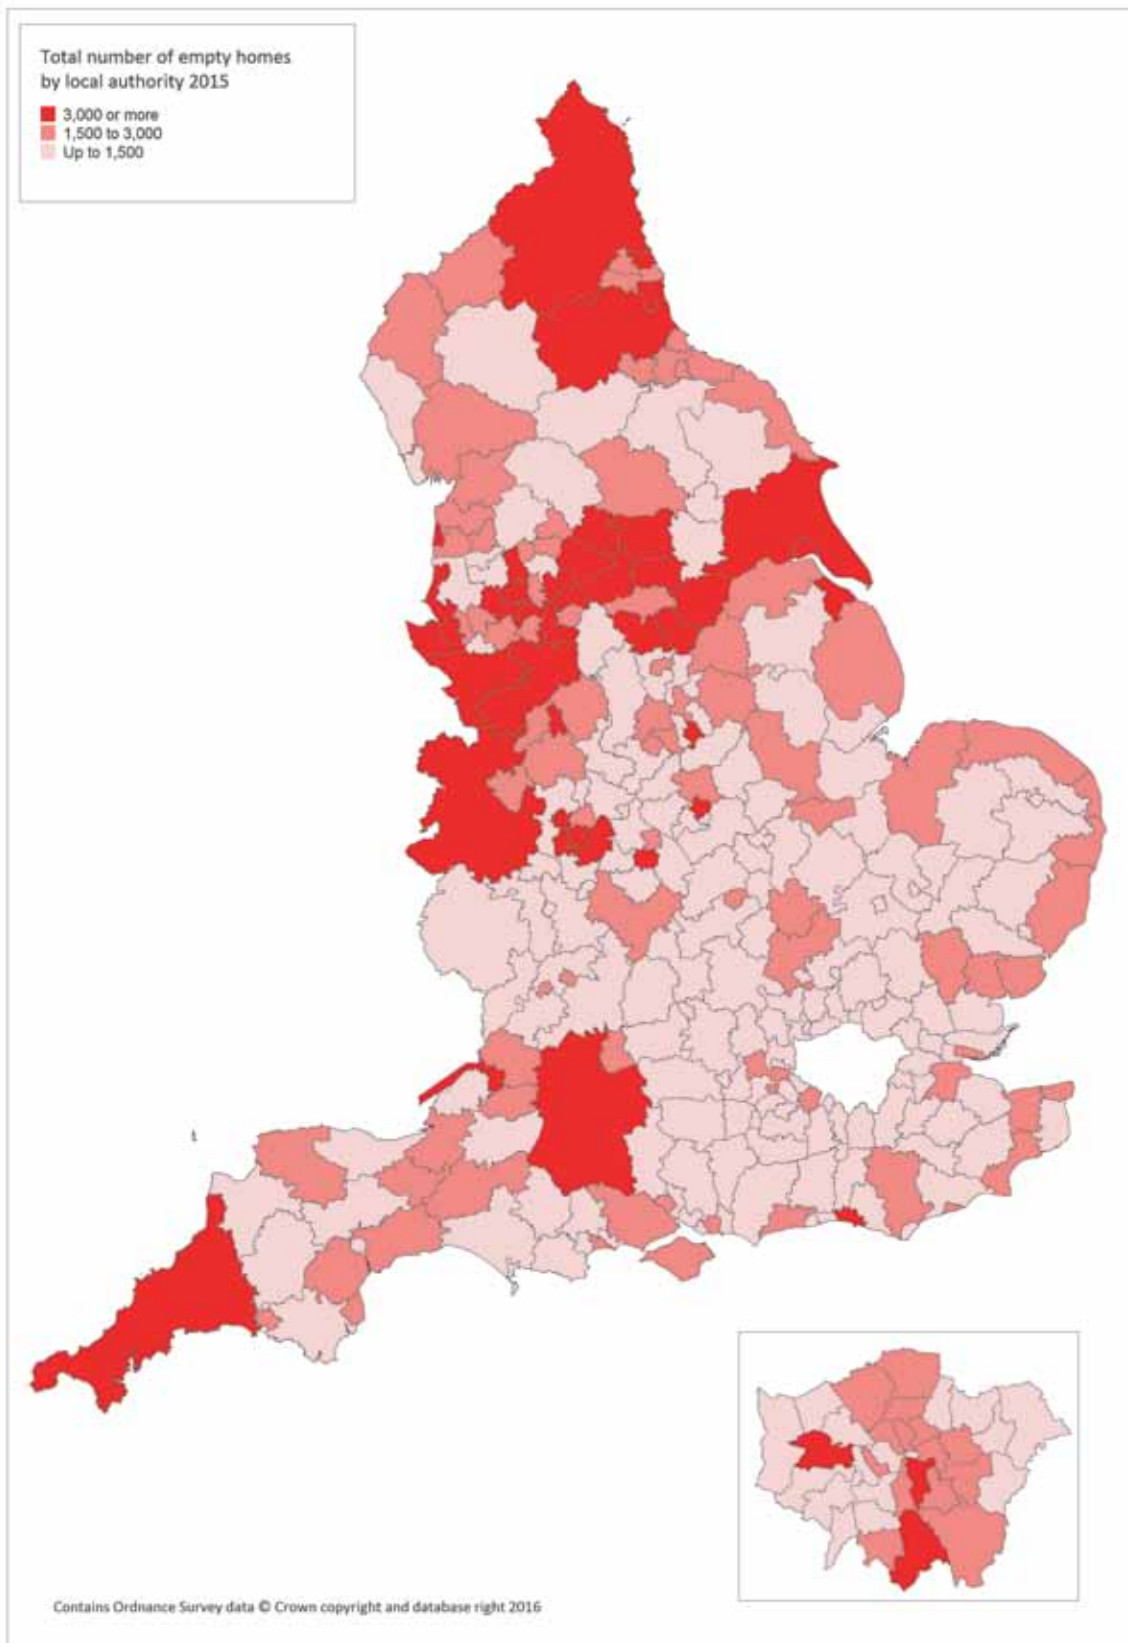 Total number of empty homes
by local authority 2015
3,000 or more
1,500 to 3,000
Up to 1,500
Contains Ordnance Survey data © Crown copyright and database right 2016